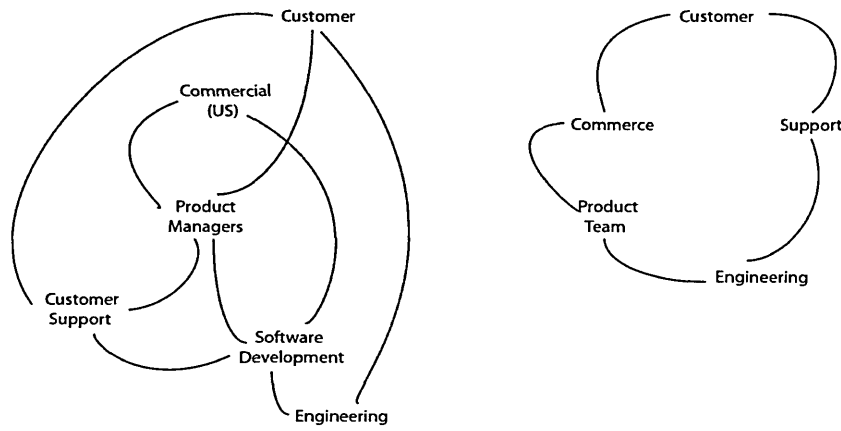 Customer
Commercial
(US)
Product
Managers
Customer
Support
Software
Development
Engineering
Customer
Commerce
Support
Product
Team
Engineering